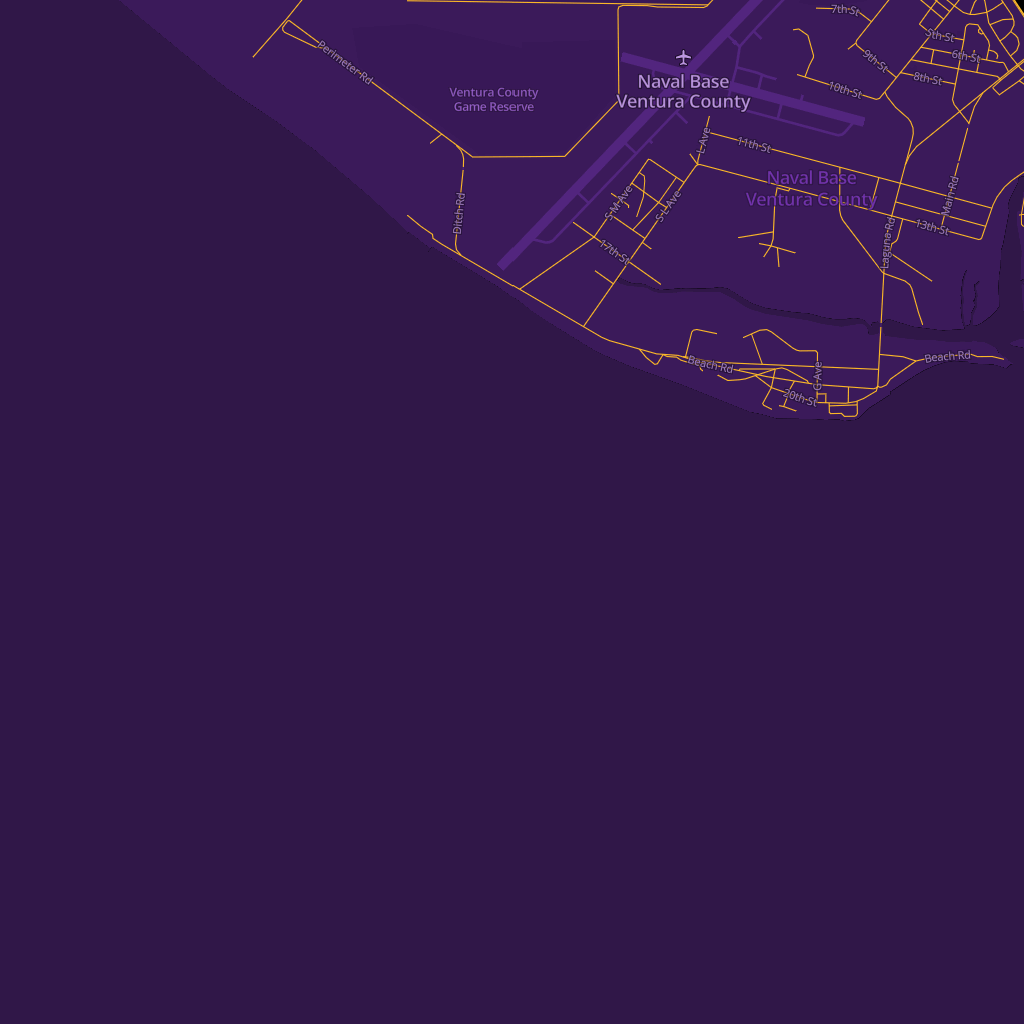 7th St
5th St
6th St
Perimeter Rd
9th St
8th St
10th St
Naval Base
Ventura County
Ventura County
Game Reserve
L Ave
11th St
Naval Base
Ventura County
Main Rd
S M Ave
S L Ave
Ditch Rd
13th St
Laguna Rd
17th St
Beach Rd
Beach Rd
G Ave
20th St